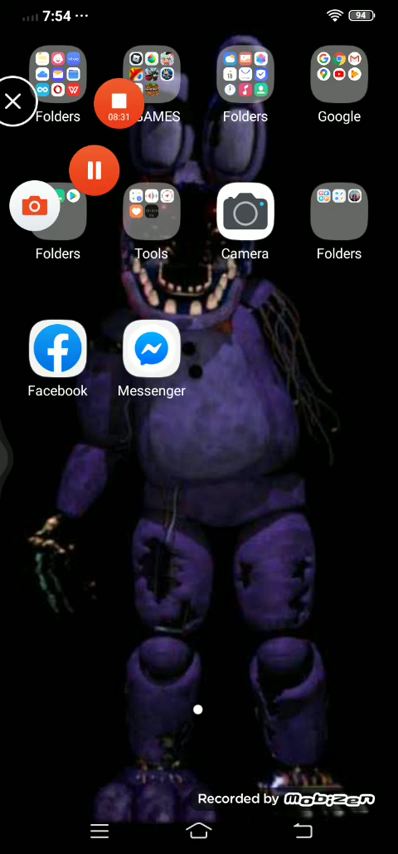 7:54
94
Folders
GAMES
Folders
Google
08:31
Folders
Tools
Camera
Folders
Facebook
Messenger
Recorded by MOBIZEN